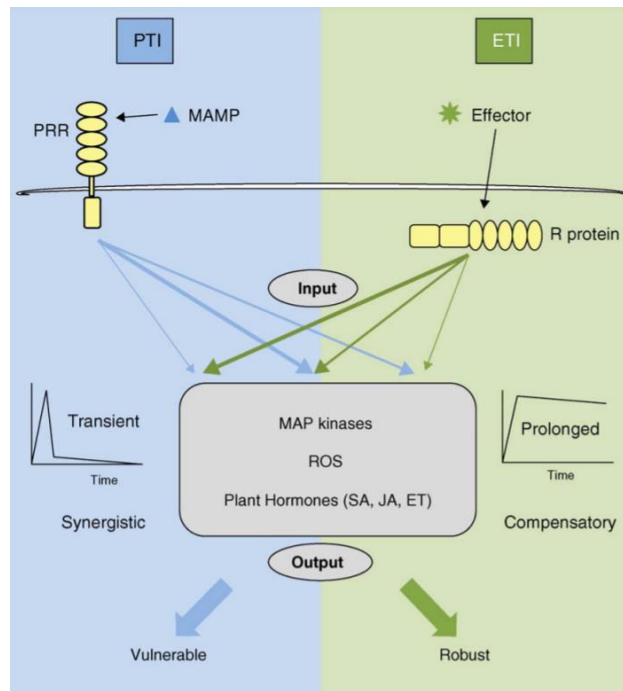 PTI
ETI
PRR
MAMP
Effector
R protein
Input
Transient
Time
Synergistic
MAP kinases
ROS
Plant Hormones (SA, JA, ET)
Prolonged
Time
Compensatory
Output
Vulnerable
Robust